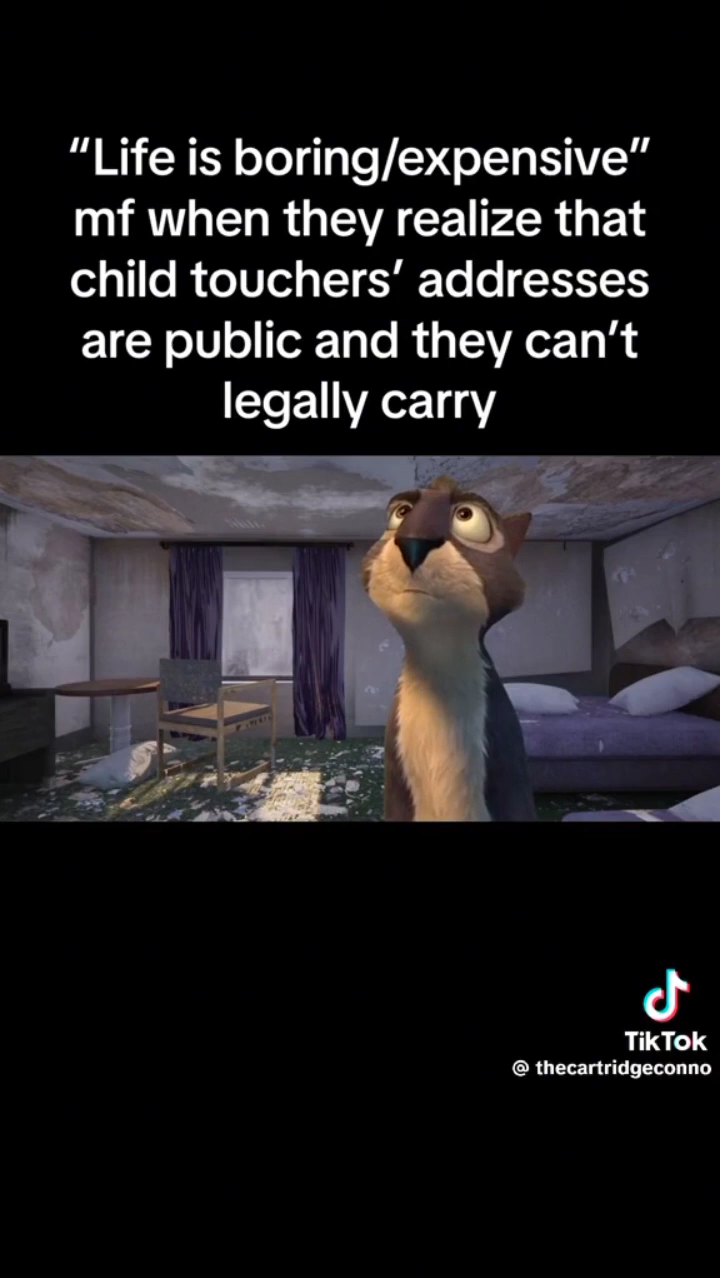 “Life is boring/expensive”
mf when they realize that
child touchers’ addresses
are public and they can’t
legally carry
TikTok
@ thecartridgeconno